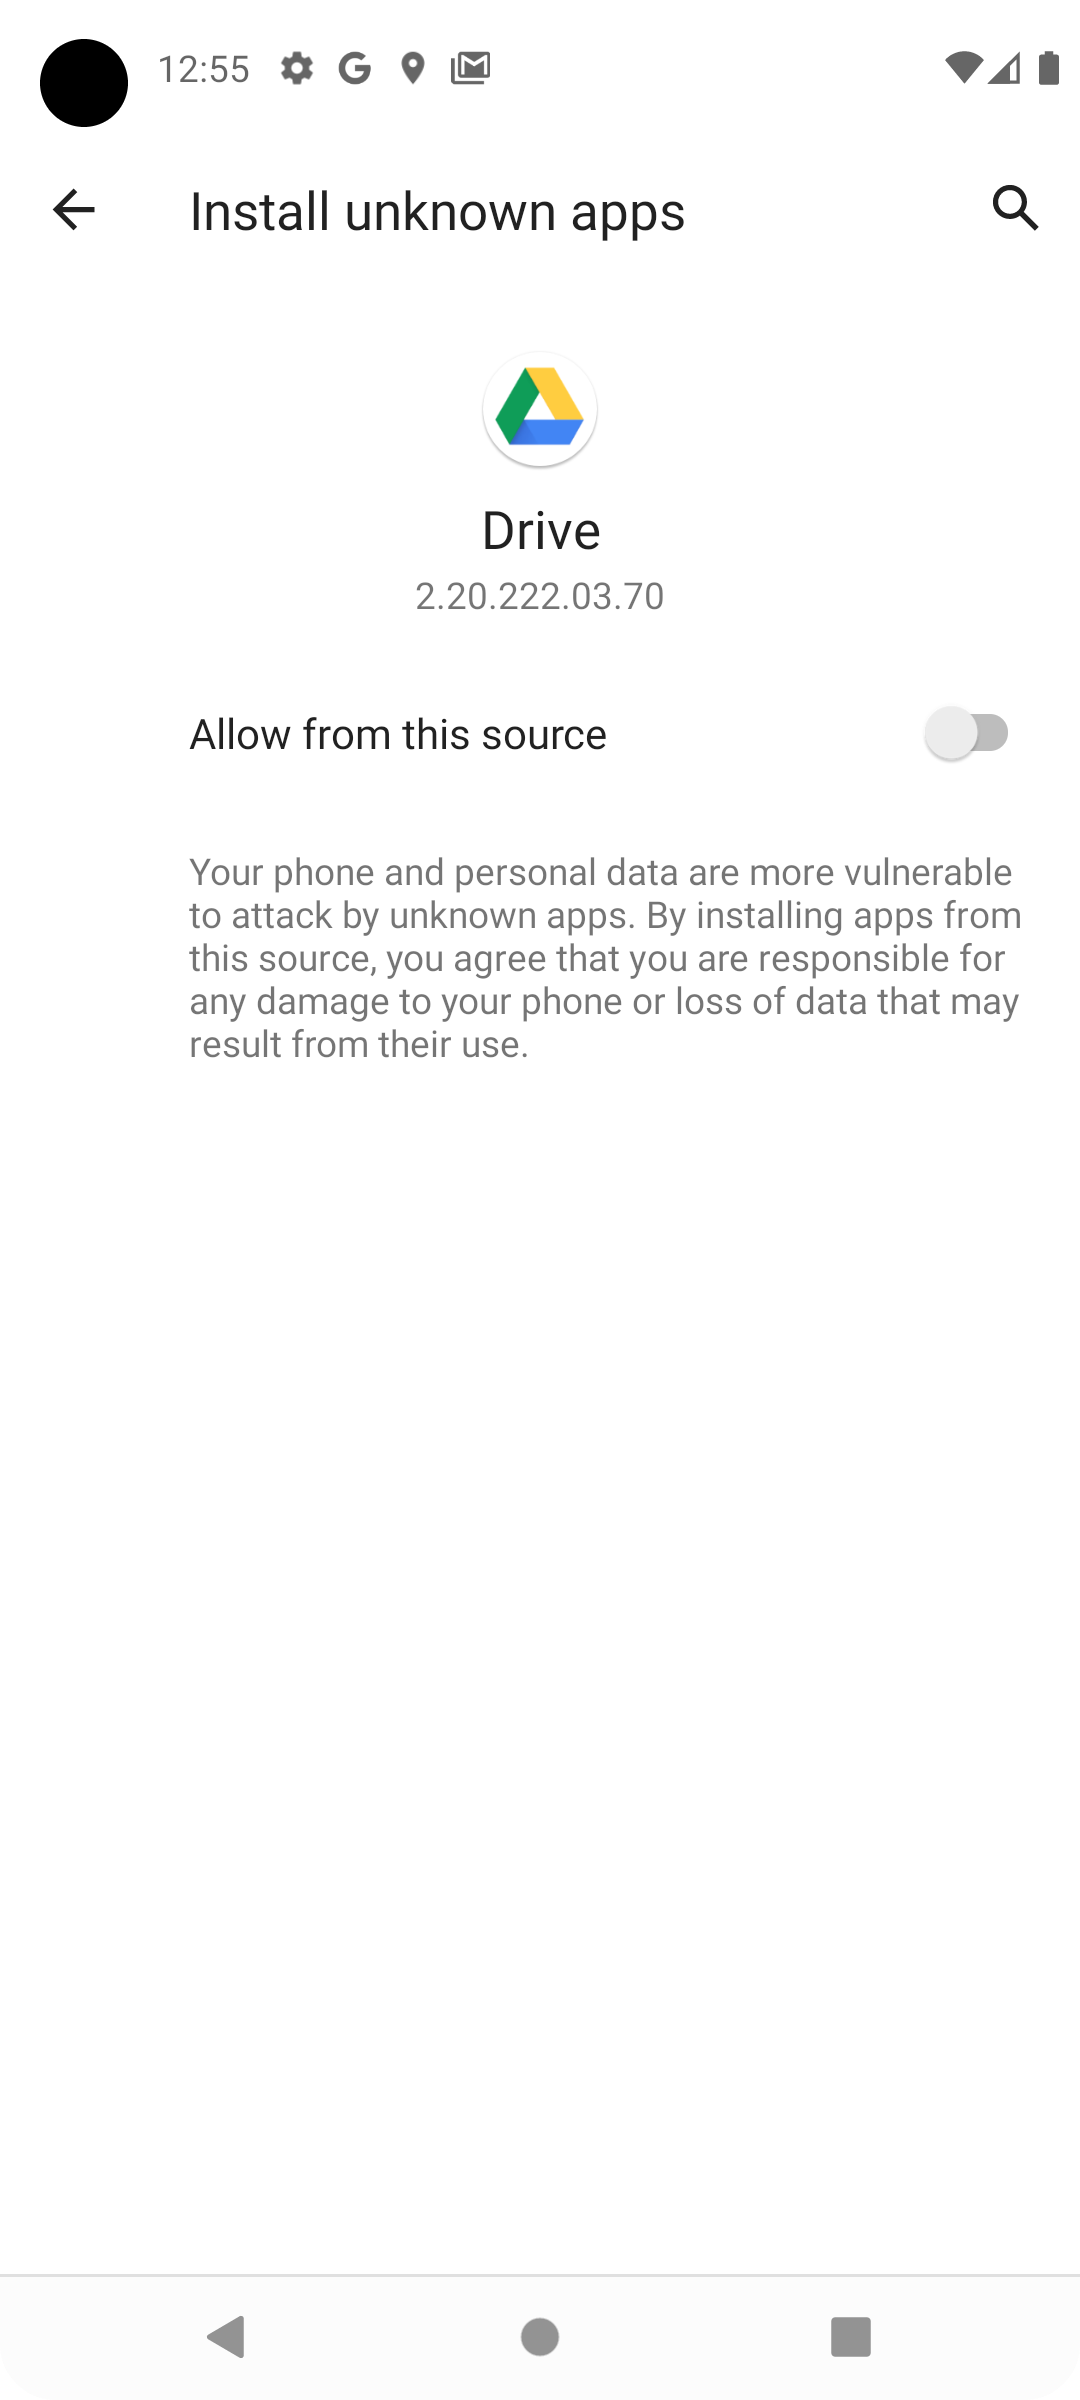 12:55
Install unknown apps
Drive
2.20.222.03.70
Allow from this source
Your phone and personal data are more vulnerable
to attack by unknown apps. By installing apps from
this source, you agree that you are responsible for
any damage to your phone or loss of data that may
result from their use.